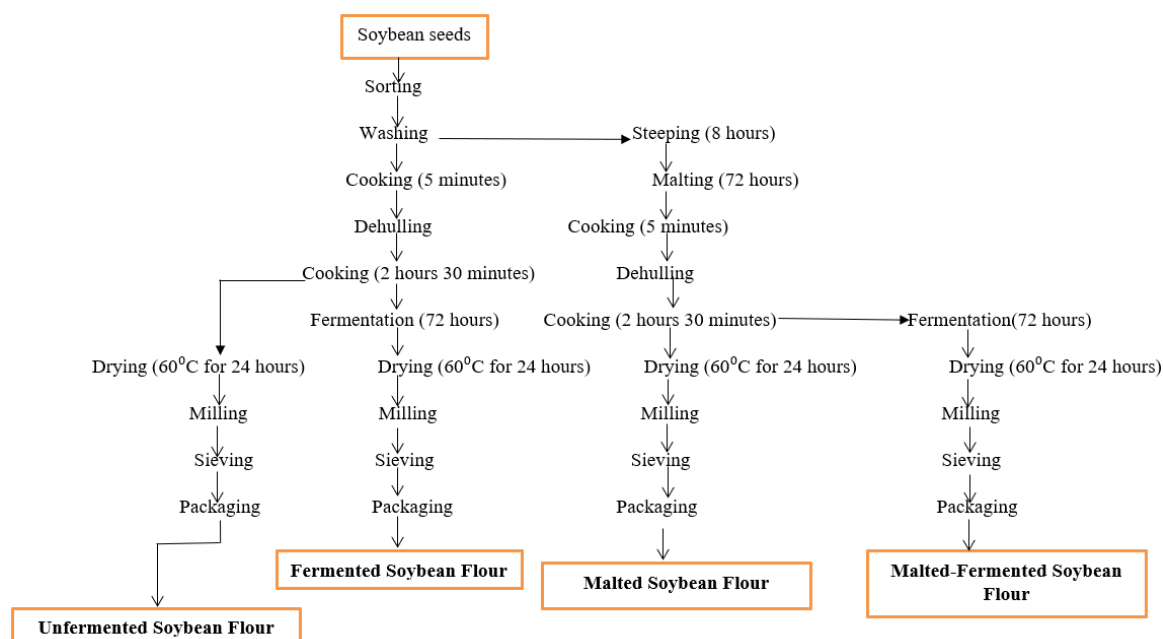 Soybean seeds
Sorting
Washing
Steeping (8 hours)
Cooking (5 minutes)
Malting (72 hours)
Dehulling
Cooking (5 minutes)
Cooking (2 hours 30 minutes)
Dehulling
Fermentation (72 hours)
Cooking (2 hours 30 minutes)
Fermentation(72 hours)
Drying (60⁰C for 24 hours)
Drying (60⁰C for 24 hours)
Drying (60⁰C for 24 hours)
Drying (60⁰C for 24 hours)
Milling
Milling
Milling
Milling
Sieving
Sieving
Sieving
Sieving
Packaging
Packaging
Packaging
Packaging
Fermented Soybean Flour
Malted Soybean Flour
Malted-Fermented Soybean
Flour
Unfermented Soybean Flour